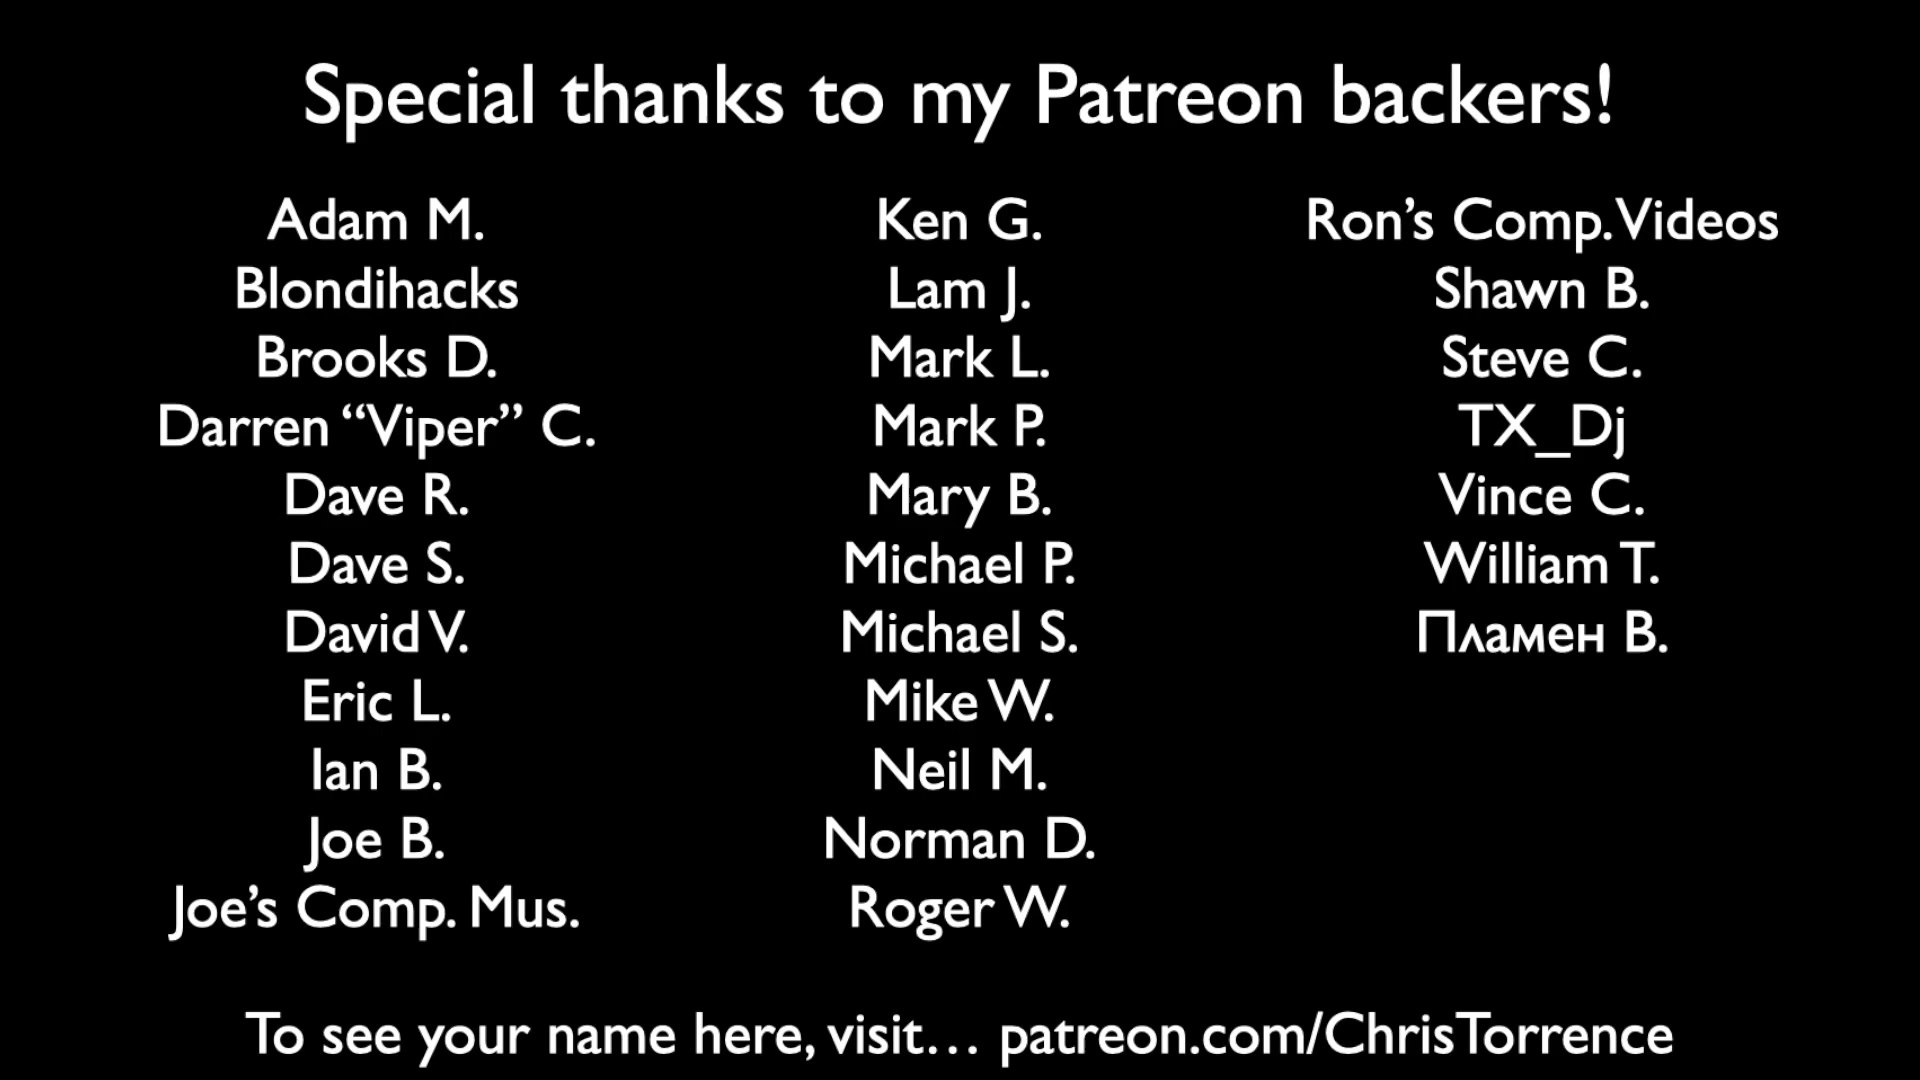 Special thanks to my Patreon backers!
Adam M.
Blondihacks
Brooks D.
Darren “Viper” C.
Dave R.
Dave S.
David V.
Eric L.
Ian B.
Joe B.
Joe’s Comp. Mus.
Ken G.
Lam J.
Mark L.
Mark P.
Mary B.
Michael P.
Michael S.
Mike W.
Neil M.
Norman D.
Roger W.
Ron’s Comp. Videos
Shawn B.
Steve C.
TX_Dj
Vince C.
William T.
Пламен В.
To see your name here, visit… patreon.com/ChrisTorrence